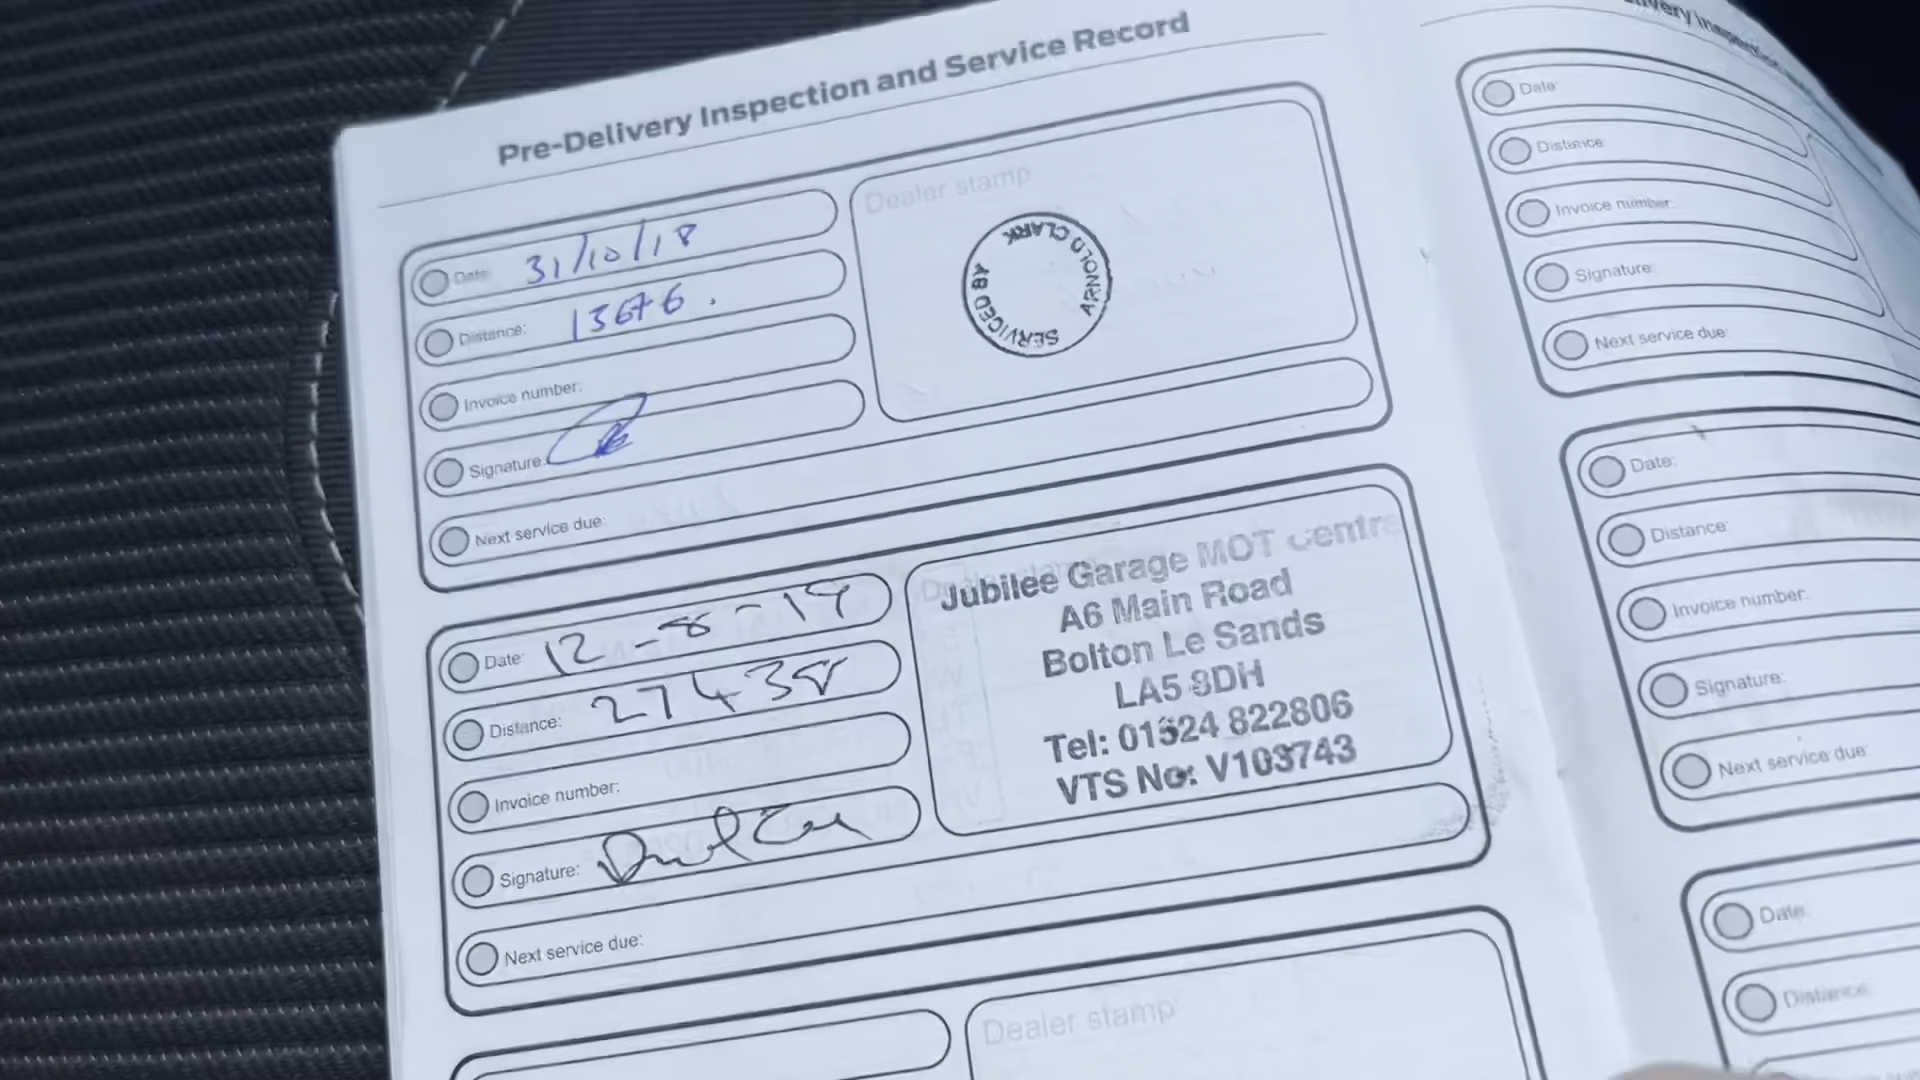 Pre-Delivery Inspection and Service Record
Date: 31/10/18
Distance: 13676.
Invoice number:
Signature:
Next service due:
Dealer stamp
ARNOLD CLARK
SERVICED AB
Date: 12-8-19
Distance: 27438
Invoice number:
Signature:
Next service due:
Jubilee Garage MOT Centre
A6 Main Road
Bolton Le Sands
LA5 8DH
Tel: 01524 822806
VTS No: V103743
Dealer stamp
Date:
Distance:
Invoice number:
Signature:
Next service due:
Date:
Distance:
Invoice number:
Signature:
Next service due:
Date:
Distance: